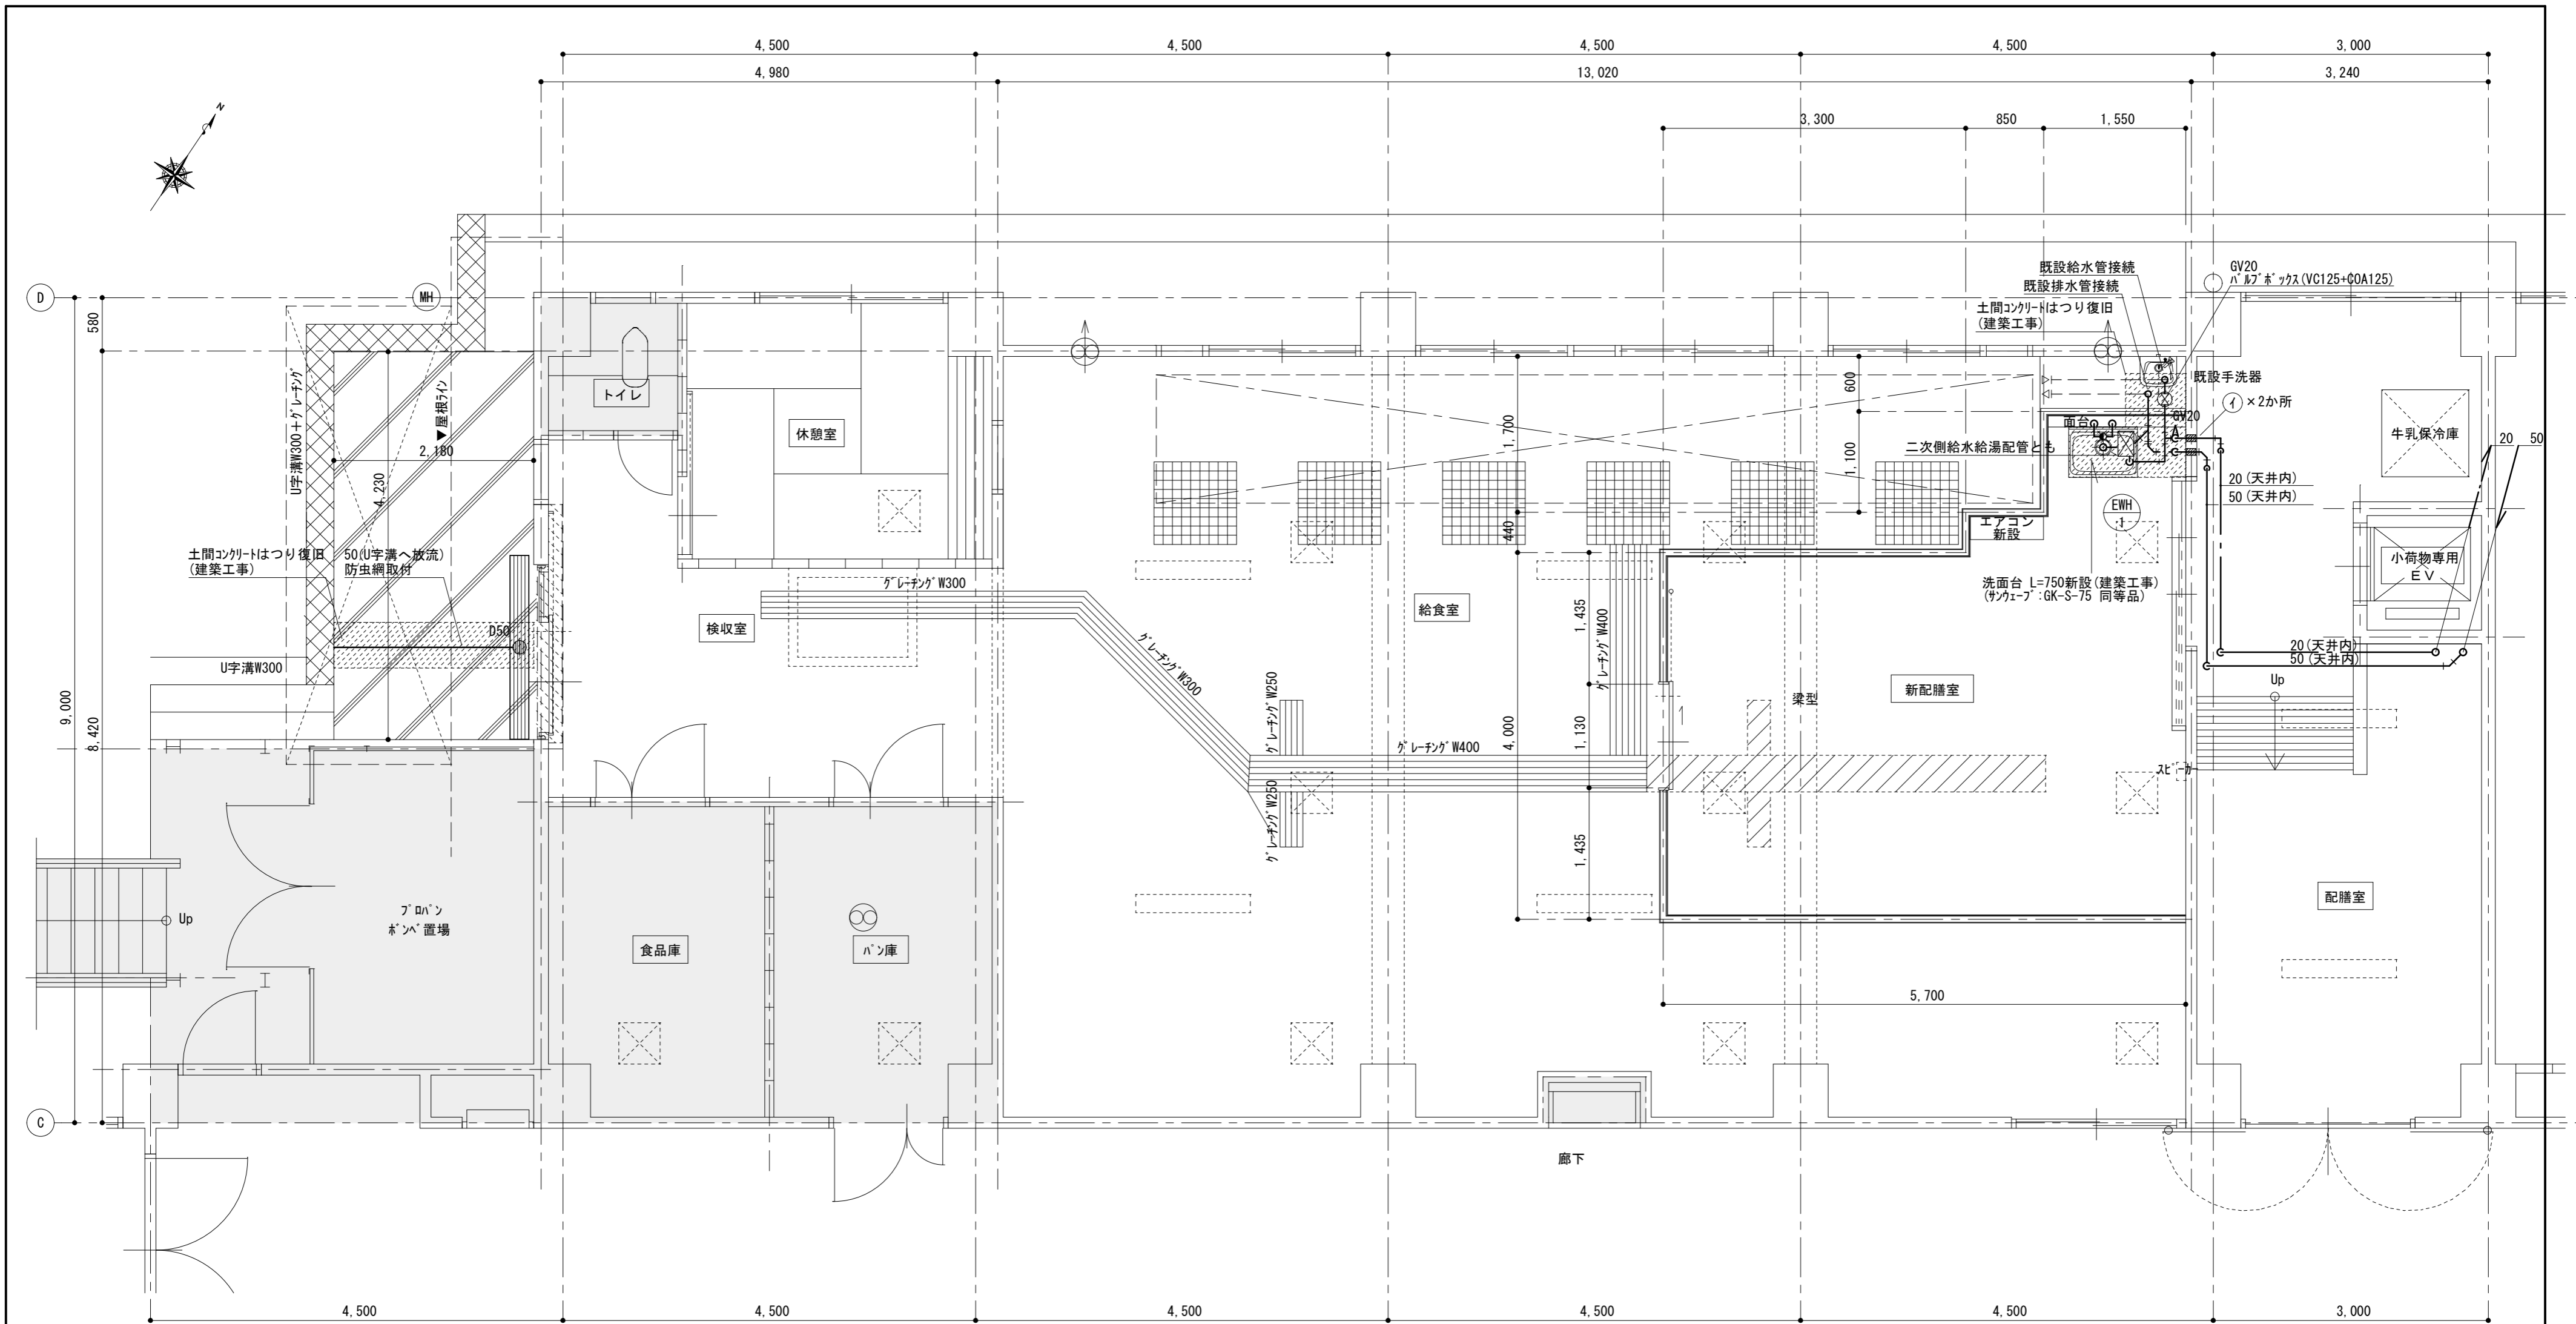 4,500
4,500
4,500
4,500
3,000
4,980
13,020
3,240
3,300
850
1,550
N
D
MH
580
U字溝W300+グレーチング
▼屋根ライン
2,180
4,230
トイレ
休憩室
既設給水管接続
既設排水管接続
土間コンクリートはつり復旧
(建築工事)
GV20
バルブボックス(VC125+COA125)
既設手洗器
イ ×2か所
GV20
A
面台
二次側給水給湯配管とも
600
1,700
1,100
440
牛乳保冷庫
20
50
20(天井内)
50(天井内)
EWH
1
エアコン
新設
小荷物専用
EV
洗面台 L=750新設(建築工事)
(サンウェーブ:GK-S-75 同等品)
土間コンクリートはつり復旧
(建築工事)
50(U字溝へ放流)
防虫網取付
D50
U字溝W300
グレーチングW300
検収室
グレーチングW300
給食室
1,435
グレーチングW400
20(天井内)
50(天井内)
Up
9,000
8,420
グレーチングW250
グレーチングW400
4,000
1,130
梁型
新配膳室
スピーカー
グレーチングW250
1,435
Up
プロパン
ボンベ置場
食品庫
パン庫
配膳室
5,700
C
廊下
4,500
4,500
4,500
4,500
4,500
3,000